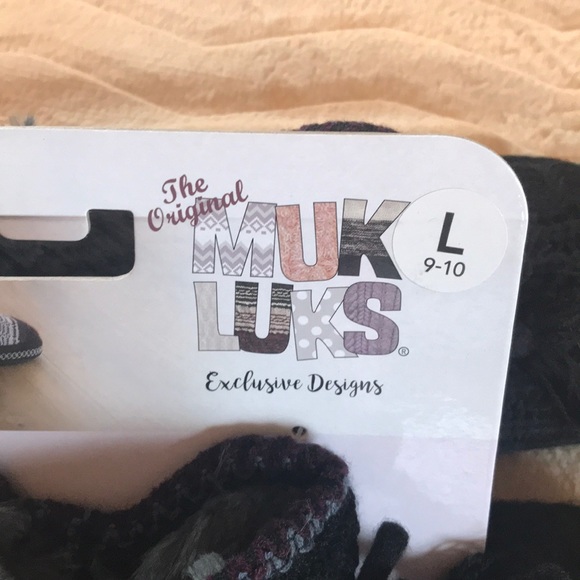 The
Original
MUK
LUKS®
Exclusive Designs
L
9-10